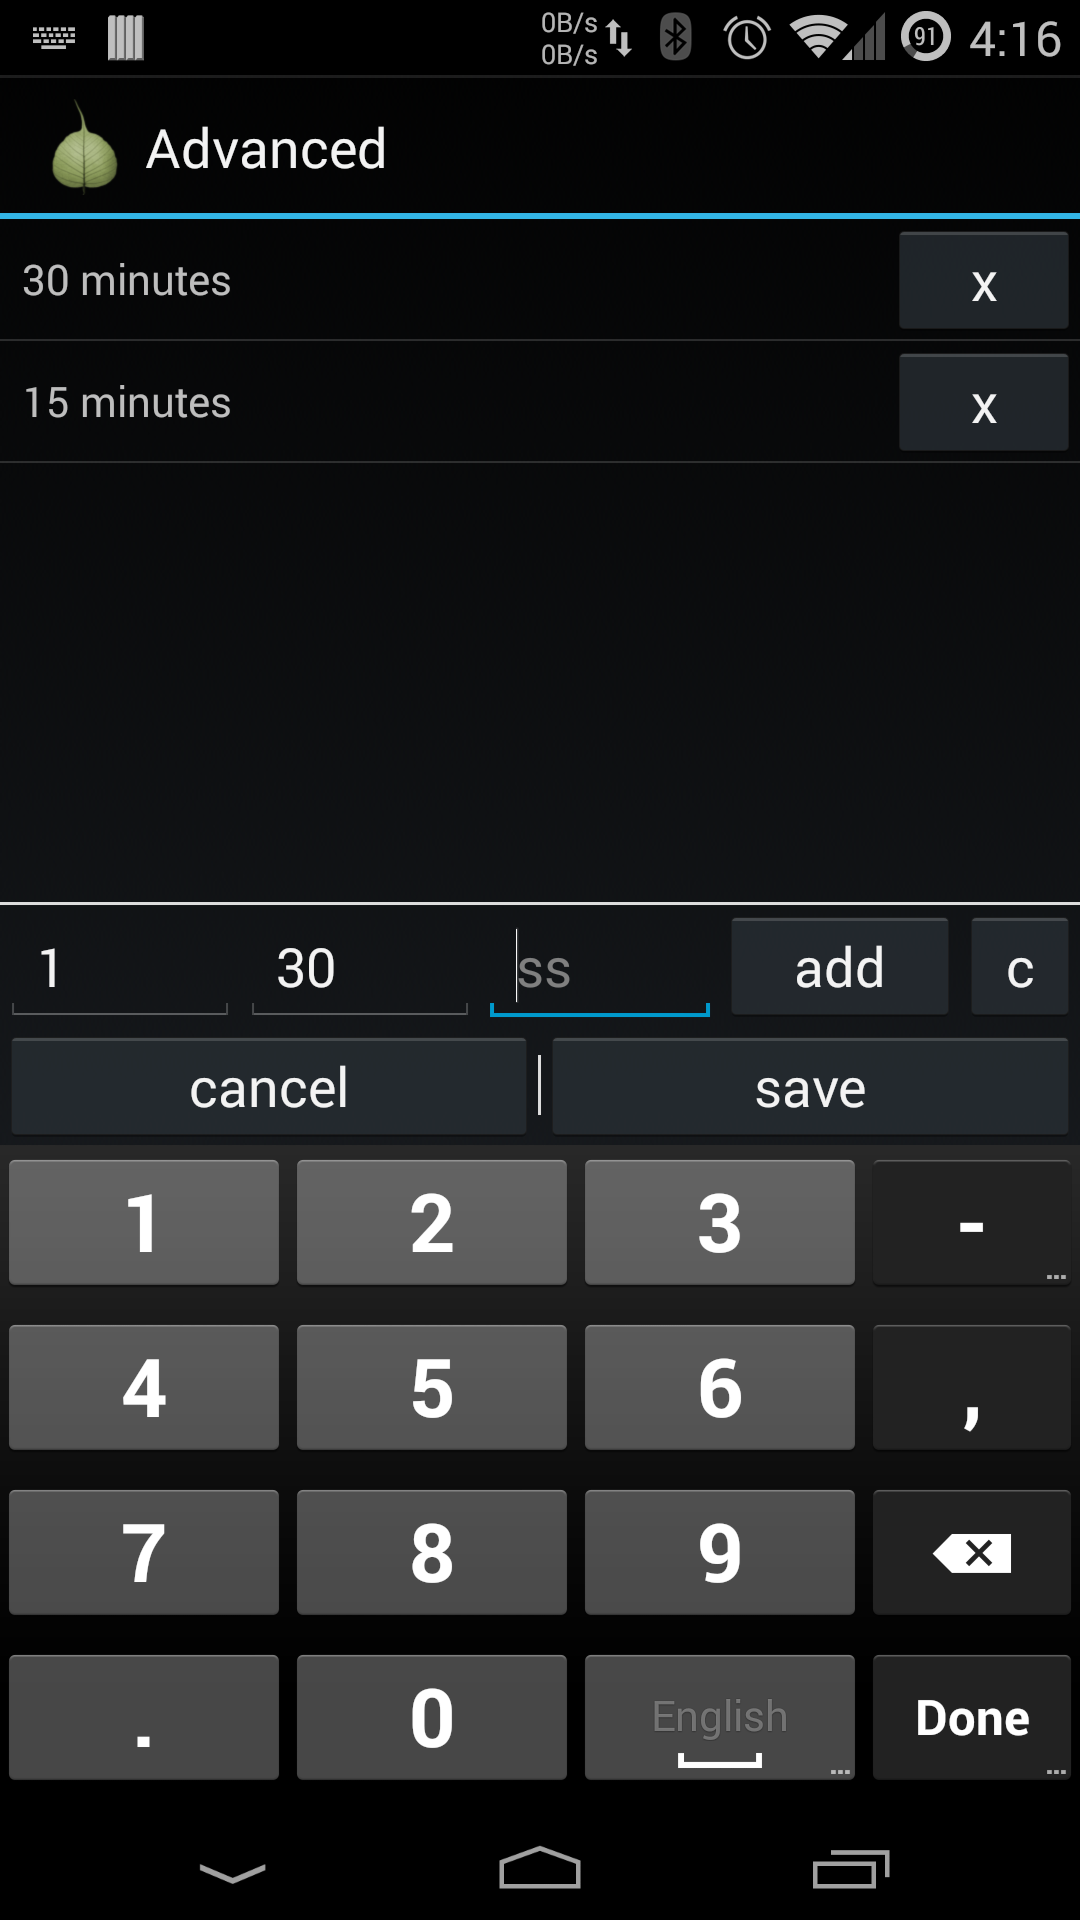 0B/s
0B/s
91 4:16
Advanced
30 minutes x
15 minutes x
1 30 ss add c
cancel save
1 2 3 -
4 5 6 ,
7 8 9
. 0 English Done